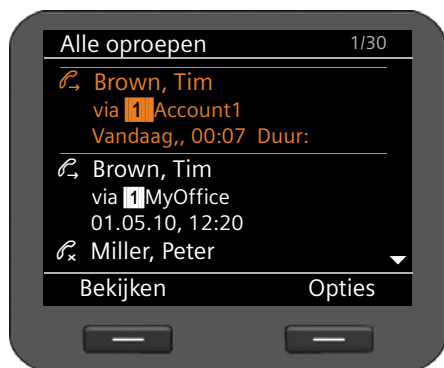 Alle oproepen 1/30
Brown, Tim
via 1 Account1
Vandaag,, 00:07 Duur:
Brown, Tim
via 1 MyOffice
01.05.10, 12:20
Miller, Peter
Bekijken Opties